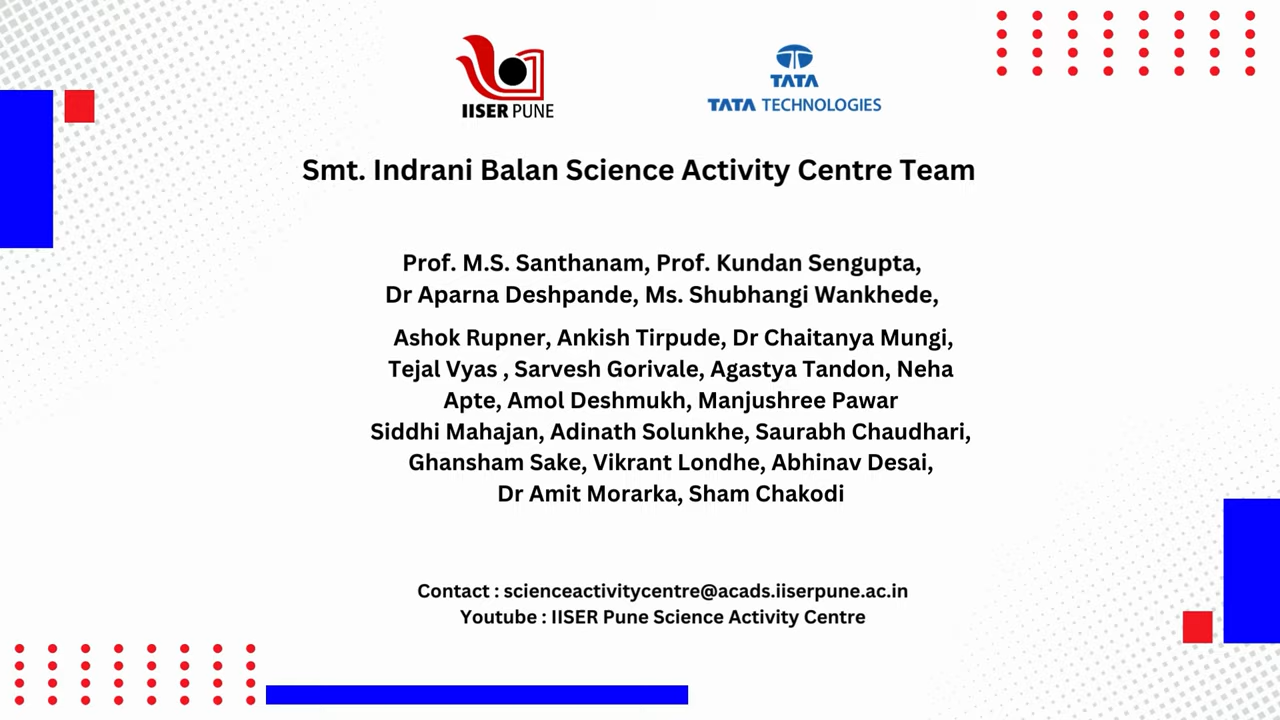 IISER PUNE
TATA
TATA TECHNOLOGIES
Smt. Indrani Balan Science Activity Centre Team
Prof. M.S. Santhanam, Prof. Kundan Sengupta,
Dr Aparna Deshpande, Ms. Shubhangi Wankhede,
Ashok Rupner, Ankish Tirpude, Dr Chaitanya Mungi,
Tejal Vyas , Sarvesh Gorivale, Agastya Tandon, Neha
Apte, Amol Deshmukh, Manjushree Pawar
Siddhi Mahajan, Adinath Solunkhe, Saurabh Chaudhari,
Ghansham Sake, Vikrant Londhe, Abhinav Desai,
Dr Amit Morarka, Sham Chakodi
Contact : scienceactivitycentre@acads.iiserpune.ac.in
Youtube : IISER Pune Science Activity Centre